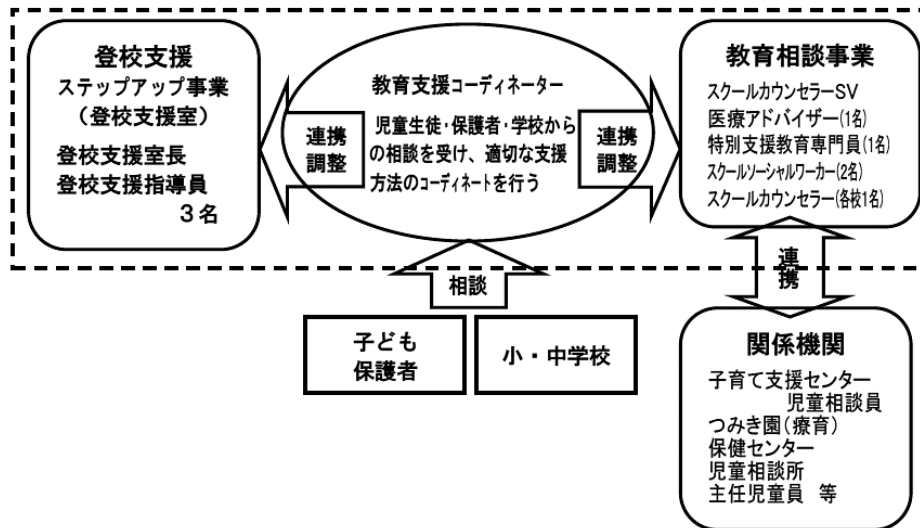 登校支援
ステップアップ事業
(登校支援室)
登校支援室長
登校支援指導員
3名
連携
調整
教育支援コーディネーター
児童生徒・保護者・学校から
の相談を受け、適切な支援
方法のコーディネートを行う
連携
調整
教育相談事業
スクールカウンセラーSV
医療アドバイザー(1名)
特別支援教育専門員(1名)
スクールソーシャルワーカー(2名)
スクールカウンセラー(各校1名)
相談
子ども
保護者
小・中学校
連携
関係機関
子育て支援センター
児童相談員
つみき園(療育)
保健センター
児童相談所
主任児童員 等